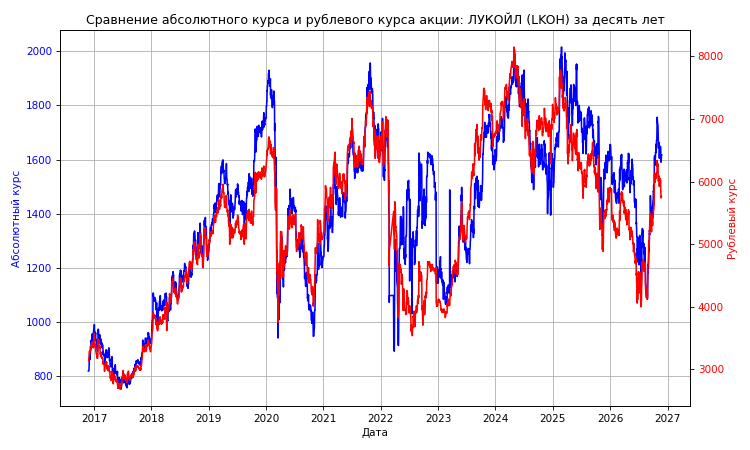 Сравнение абсолютного курса и рублевого курса акции: ЛУКОЙЛ (LKOH) за десять лет
2000
1800
1600
1400
1200
1000
800
Абсолютный курс
8000
7000
6000
5000
4000
3000
Рублевый курс
2017 2018 2019 2020 2021 2022 2023 2024 2025 2026 2027
Дата